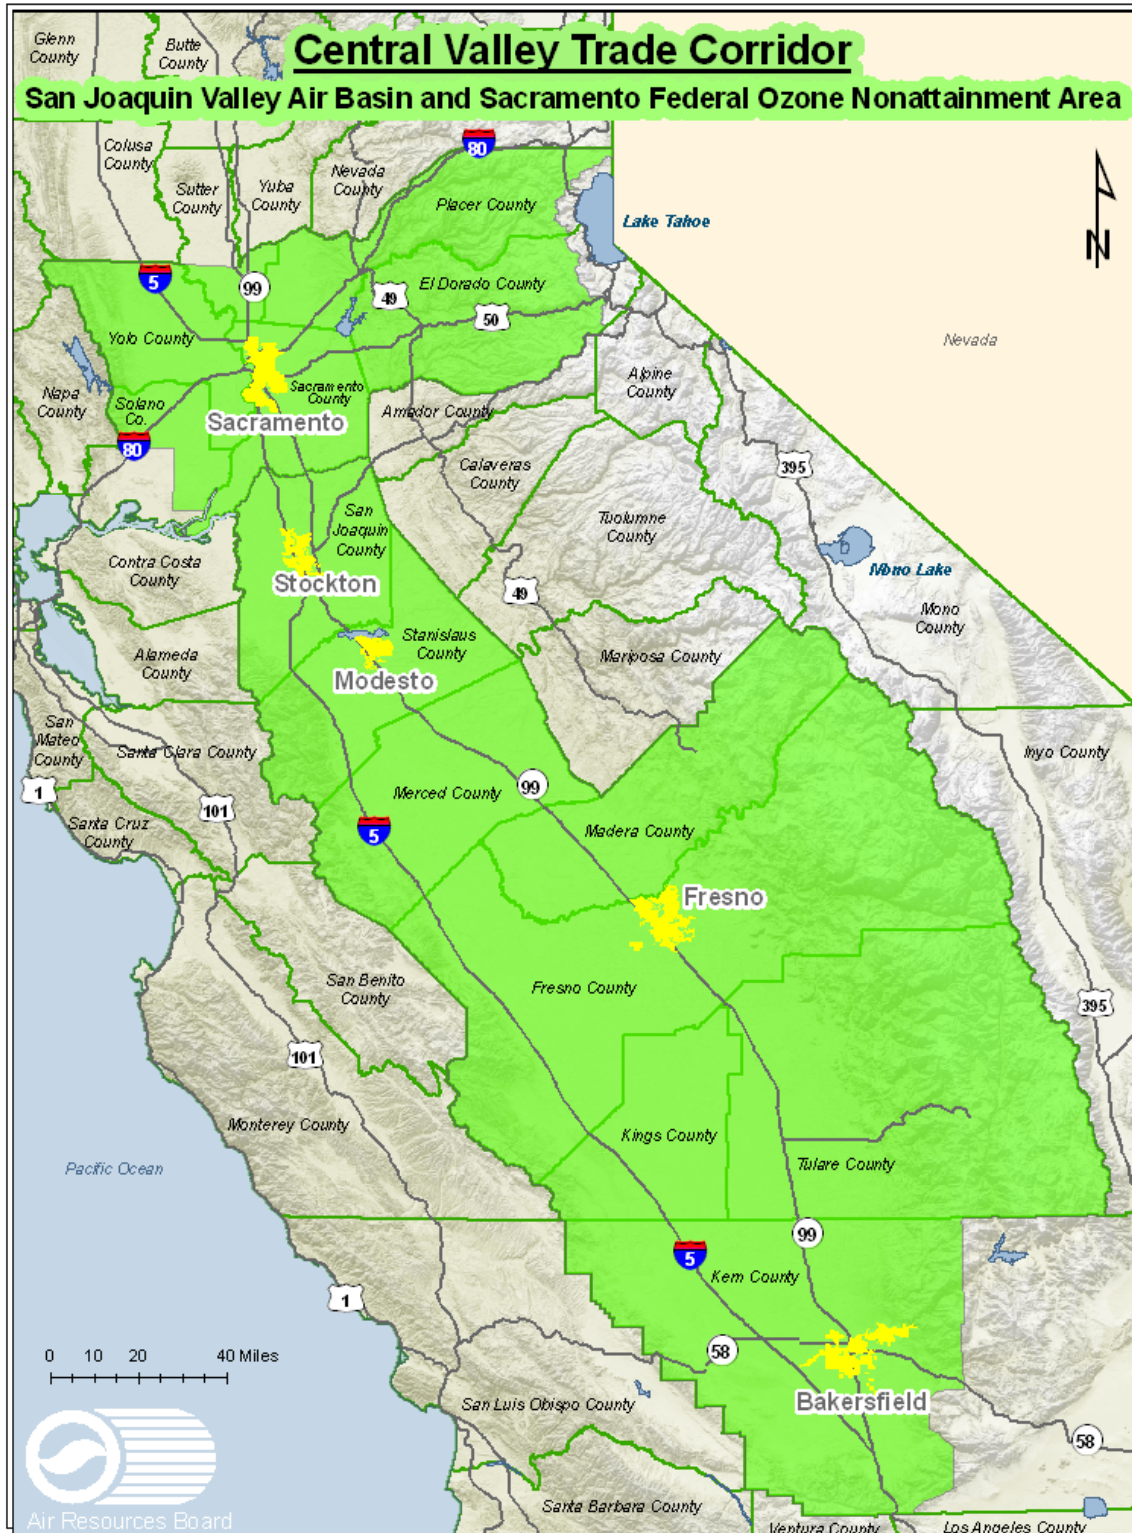 Central Valley Trade Corridor
San Joaquin Valley Air Basin and Sacramento Federal Ozone Nonattainment Area
Glenn
County
Butte
County
Colusa
County
Sutter
County
Yuba
County
Nevada
County
80
Placer County
Lake Tahoe
N
5
99
49
El Dorado County
50
Nevada
Yolo County
Napa
County
Solano
Co.
Sacramento
County
Sacramento
Amador County
Alpine
County
80
Calaveras
County
395
San
Joaquin
County
Tuolumne
County
Contra Costa
County
Stockton
49
Mono Lake
Mono
County
Alameda
County
Stanislaus
County
Mariposa County
Modesto
San
Mateo
County
Santa Clara County
Inyo County
1
101
Merced County
99
Santa Cruz
County
5
Madera County
Fresno
San Benito
County
Fresno County
395
101
Monterey County
Kings County
Pacific Ocean
Tulare County
99
5
Kern County
1
58
0 10 20 40 Miles
Bakersfield
San Luis Obispo County
58
Santa Barbara County
Air Resources Board
Ventura County
Los Angeles County